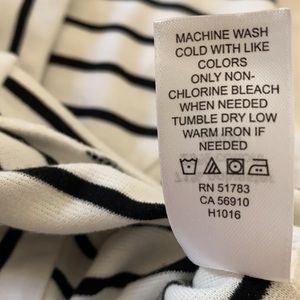 MACHINE WASH
COLD WITH LIKE
COLORS
ONLY NON-
CHLORINE BLEACH
WHEN NEEDED
TUMBLE DRY LOW
WARM IRON IF
NEEDED
RN 51783
CA 56910
H1016